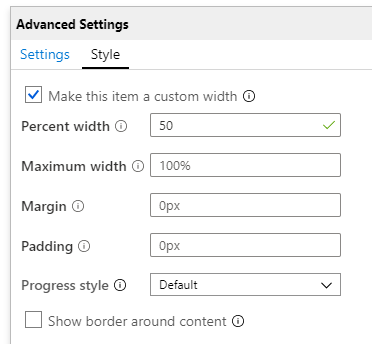 Advanced Settings
Settings Style
Make this item a custom width
Percent width 50
Maximum width 100%
Margin 0px
Padding 0px
Progress style Default
Show border around content